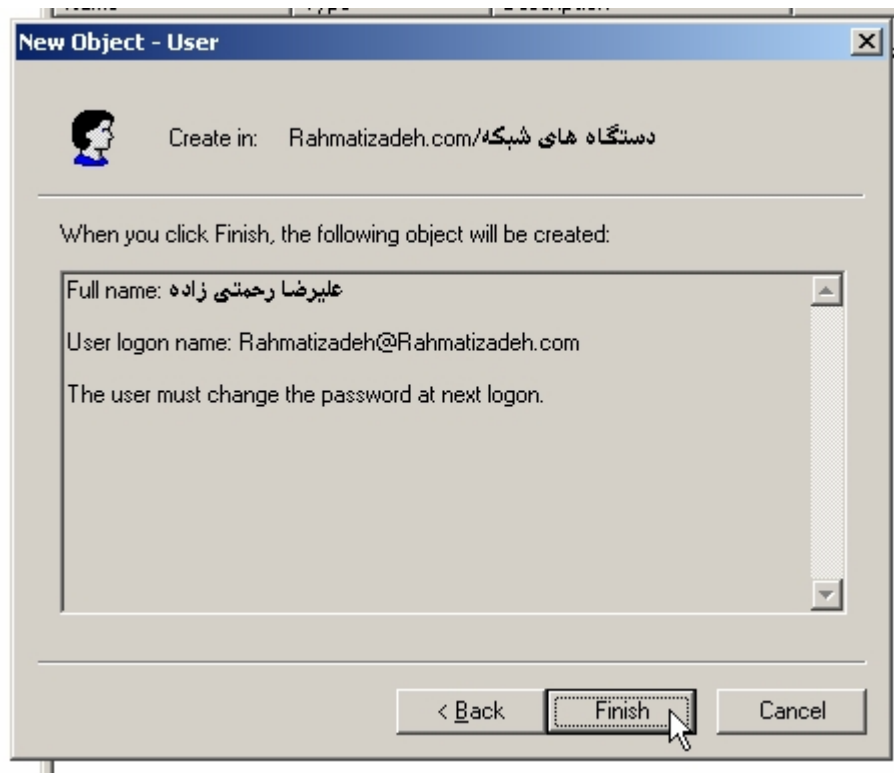 New Object - User
Create in: Rahmatizadeh.com/دستگاه های شبکه
When you click Finish, the following object will be created:
Full name: علیرضا رحمتی زاده
User logon name: Rahmatizadeh@Rahmatizadeh.com
The user must change the password at next logon.
< Back Finish Cancel